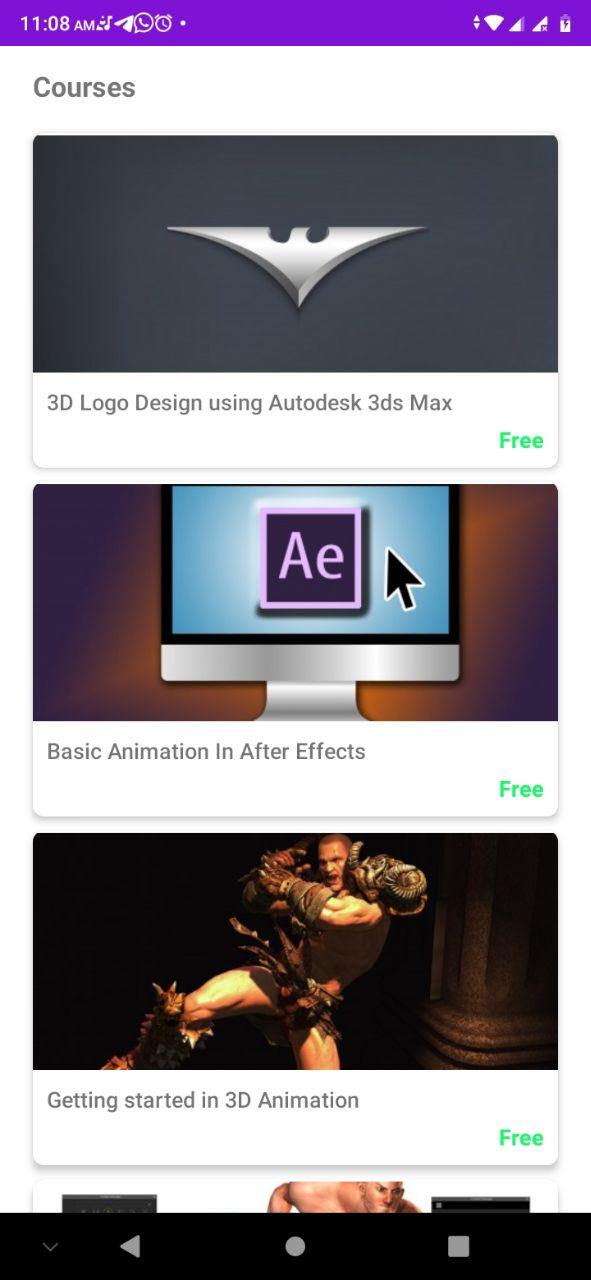 11:08 AM
Courses
3D Logo Design using Autodesk 3ds Max
Free
Ae
Basic Animation In After Effects
Free
Getting started in 3D Animation
Free